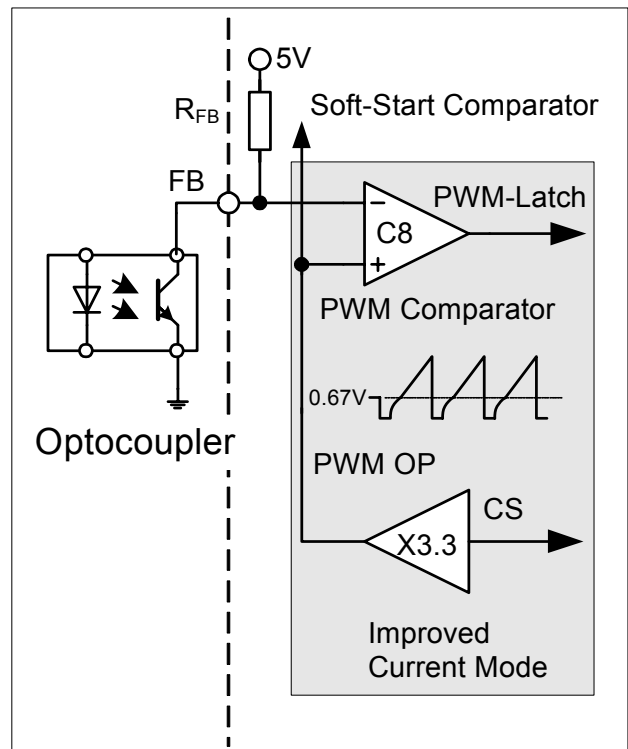 5V
R_FB
Soft-Start Comparator
FB
PWM-Latch
−
C8
+
PWM Comparator
0.67V
Optocoupler
PWM OP
CS
X3.3
Improved
Current Mode